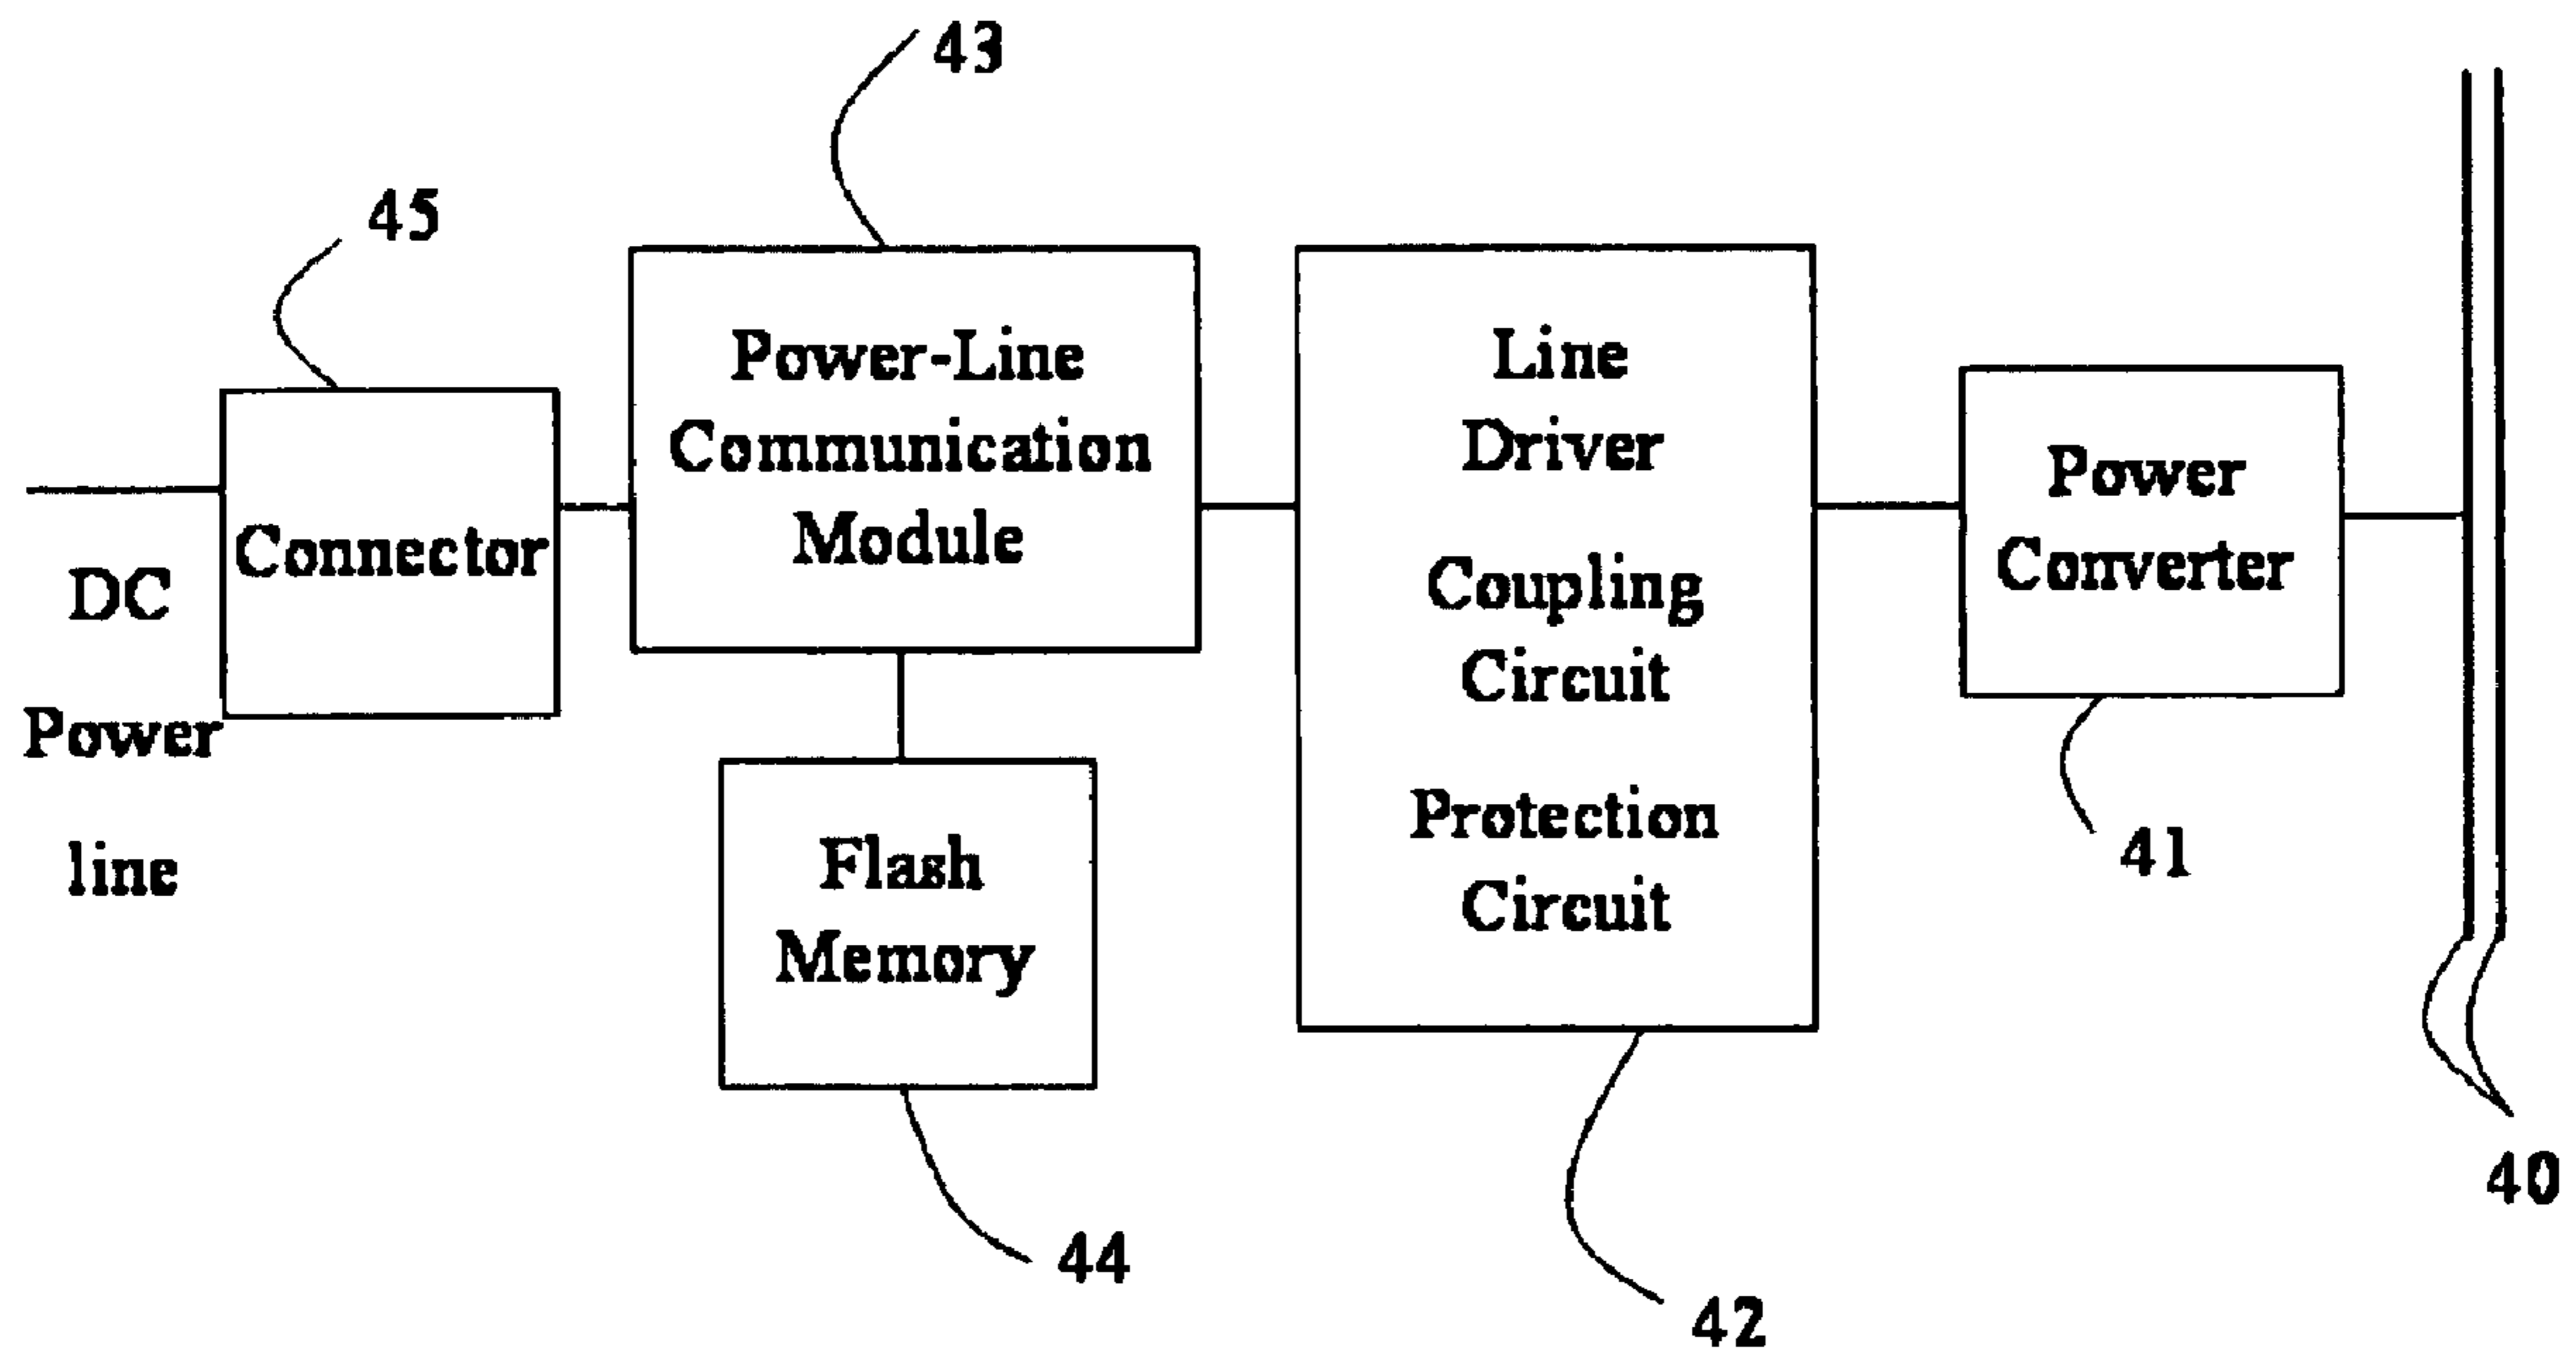 43
45
Power-Line
Communication
Module
Line
Driver
Coupling
Circuit
Protection
Circuit
Power
Converter
Connector
DC
Power
line
Flash
Memory
41
40
44
42